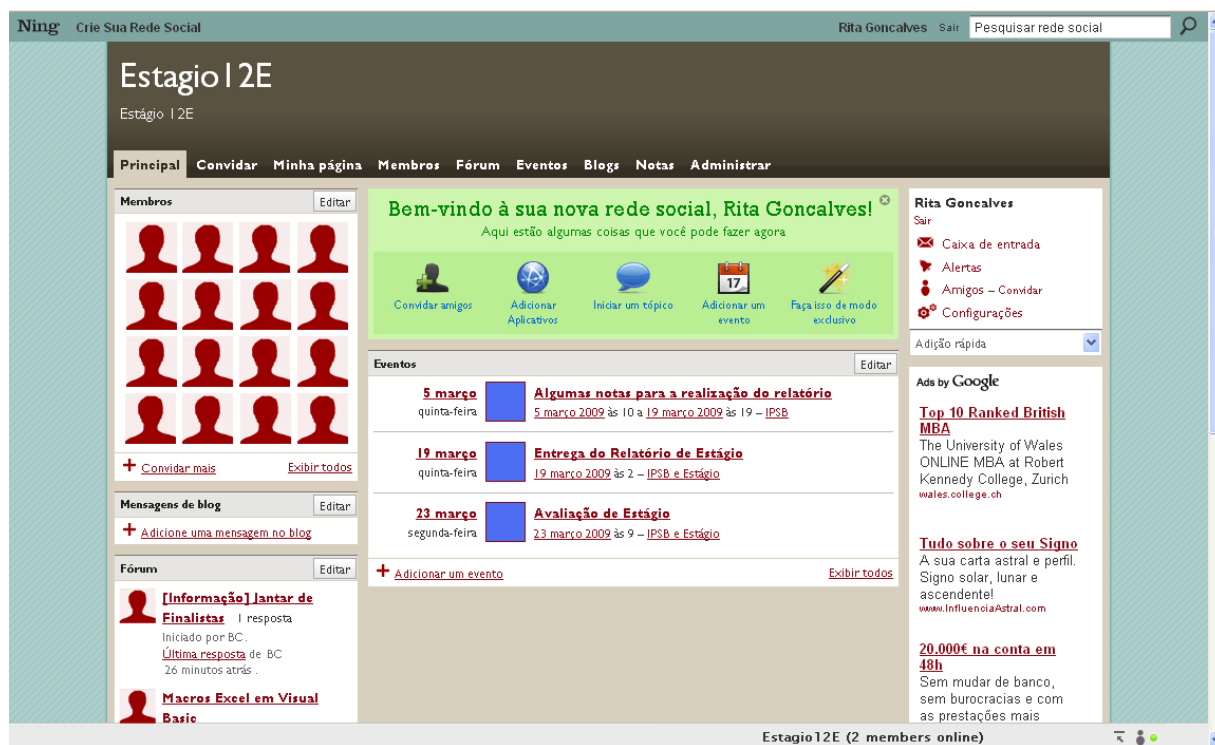 Ning Crie Sua Rede Social Rita Goncalves Sair Pesquisar rede social
Estagio12E
Estágio 12E
Principal Convidar Minha página Membros Fórum Eventos Blogs Notas Administrar
Membros Editar
Convidar mais Exibir todos
Mensagens de blog Editar
Adicione uma mensagem no blog
Fórum Editar
[Informação] Jantar de
Finalistas 1 resposta
Iniciado por BC.
Última resposta de BC
26 minutos atrás .
Macros Excel em Visual
Basic
Bem-vindo à sua nova rede social, Rita Goncalves!
Aqui estão algumas coisas que você pode fazer agora
17
Convidar amigos
Adicionar
Aplicativos
Iniciar um tópico
Adicionar um
evento
Faça isso de modo
exclusivo
Eventos Editar
5 março Algumas notas para a realização do relatório
quinta-feira 5 março 2009 às 10 a 19 março 2009 às 19 – IPSB
19 março Entrega do Relatório de Estágio
quinta-feira 19 março 2009 às 2 – IPSB e Estágio
23 março Avaliação de Estágio
segunda-feira 23 março 2009 às 9 – IPSB e Estágio
Adicionar um evento Exibir todos
Rita Goncalves
Sair
Caixa de entrada
Alertas
Amigos – Convidar
Configurações
Adição rápida
Ads by Google
Top 10 Ranked British
MBA
The University of Wales
ONLINE MBA at Robert
Kennedy College, Zurich
wales.college.ch
Tudo sobre o seu Signo
A sua carta astral e perfil.
Signo solar, lunar e
ascendente!
www.InfluenciaAstral.com
20.000€ na conta em
48h
Sem mudar de banco,
sem burocracias e com
as prestações mais
Estagio12E (2 members online)